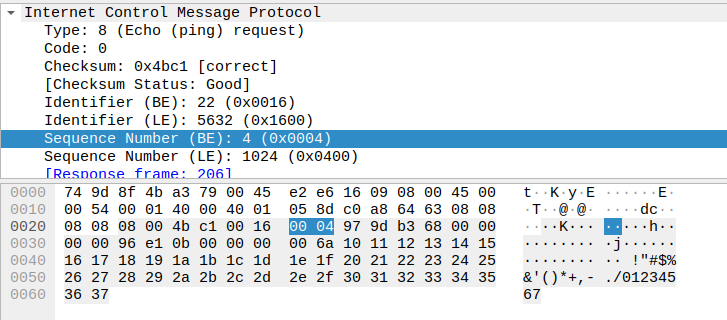 Internet Control Message Protocol
Type: 8 (Echo (ping) request)
Code: 0
Checksum: 0x4bc1 [correct]
[Checksum Status: Good]
Identifier (BE): 22 (0x0016)
Identifier (LE): 5632 (0x1600)
Sequence Number (BE): 4 (0x0004)
Sequence Number (LE): 1024 (0x0400)
[Response frame: 206]
0000 74 9d 8f 4b a3 79 00 45 e2 e6 16 09 08 00 45 00 t··K·y·E ······E·
0010 00 54 00 01 40 00 40 01 05 8d c0 a8 64 63 08 08 ·T··@·@· ····dc··
0020 08 08 08 00 4b c1 00 16 00 04 97 9d b3 68 00 00 ····K··· ·····h··
0030 00 00 96 e1 0b 00 00 00 00 6a 10 11 12 13 14 15 ········ ·j······
0040 16 17 18 19 1a 1b 1c 1d 1e 1f 20 21 22 23 24 25 ········ ·· !"#$%
0050 26 27 28 29 2a 2b 2c 2d 2e 2f 30 31 32 33 34 35 &'()*+,- ./012345
0060 36 37 67